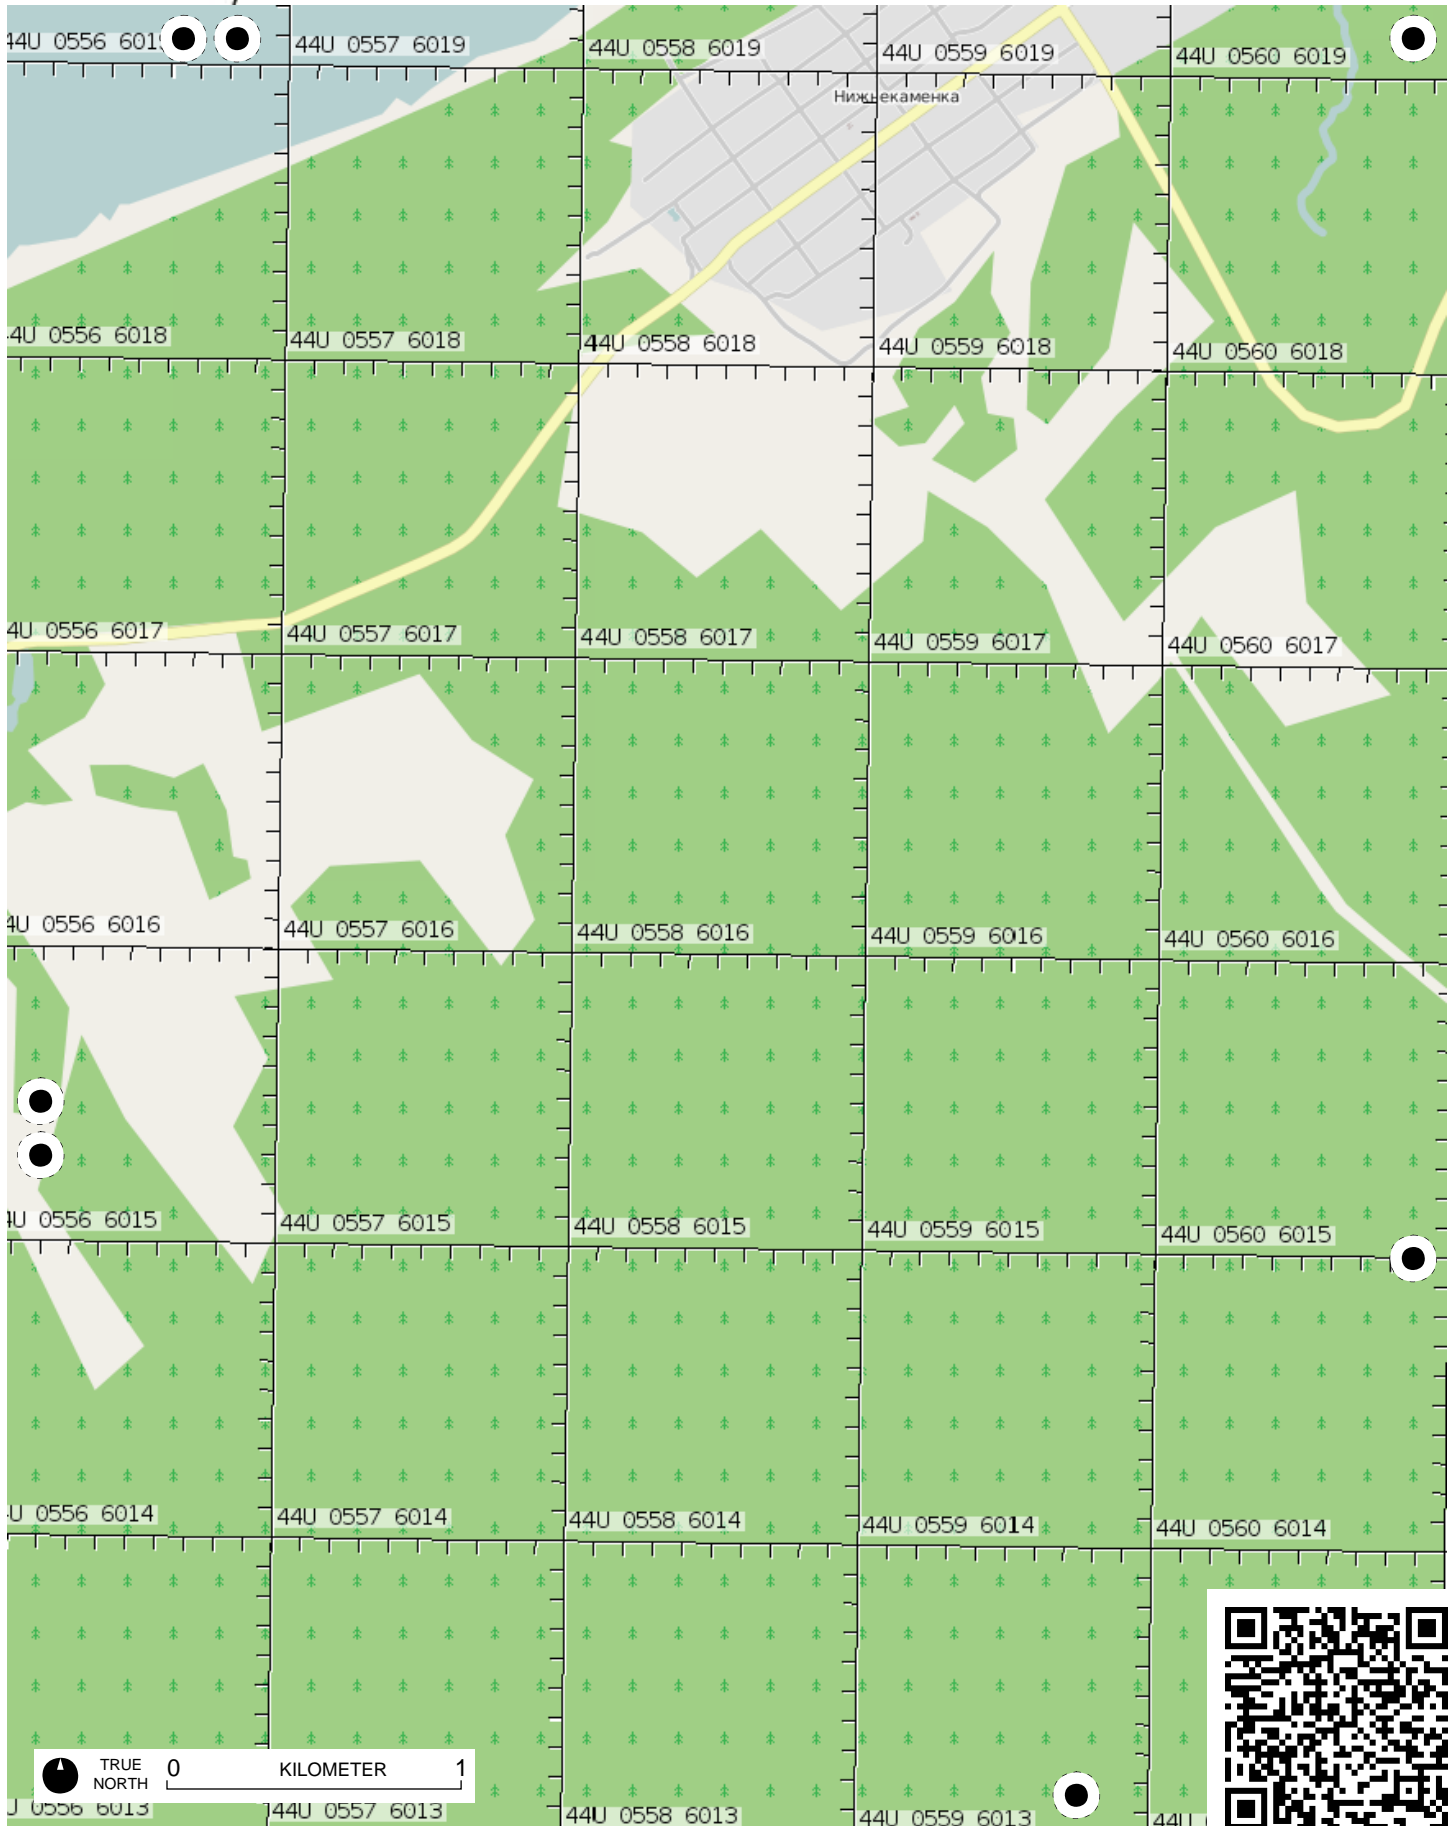 44U 0556 601
44U 0557 6019
44U 0558 6019
44U 0559 6019
44U 0560 6019
Нижнекаменка
44U 0556 6018
44U 0557 6018
44U 0558 6018
44U 0559 6018
44U 0560 6018
44U 0556 6017
44U 0557 6017
44U 0558 6017
44U 0559 6017
44U 0560 6017
4U 0556 6016
44U 0557 6016
44U 0558 6016
44U 0559 6016
44U 0560 6016
4U 0556 6015
44U 0557 6015
44U 0558 6015
44U 0559 6015
44U 0560 6015
U 0556 6014
44U 0557 6014
44U 0558 6014
44U 0559 6014
44U 0560 6014
TRUE NORTH
0 KILOMETER 1
U 0556 6013
44U 0557 6013
44U 0558 6013
44U 0559 6013
44U